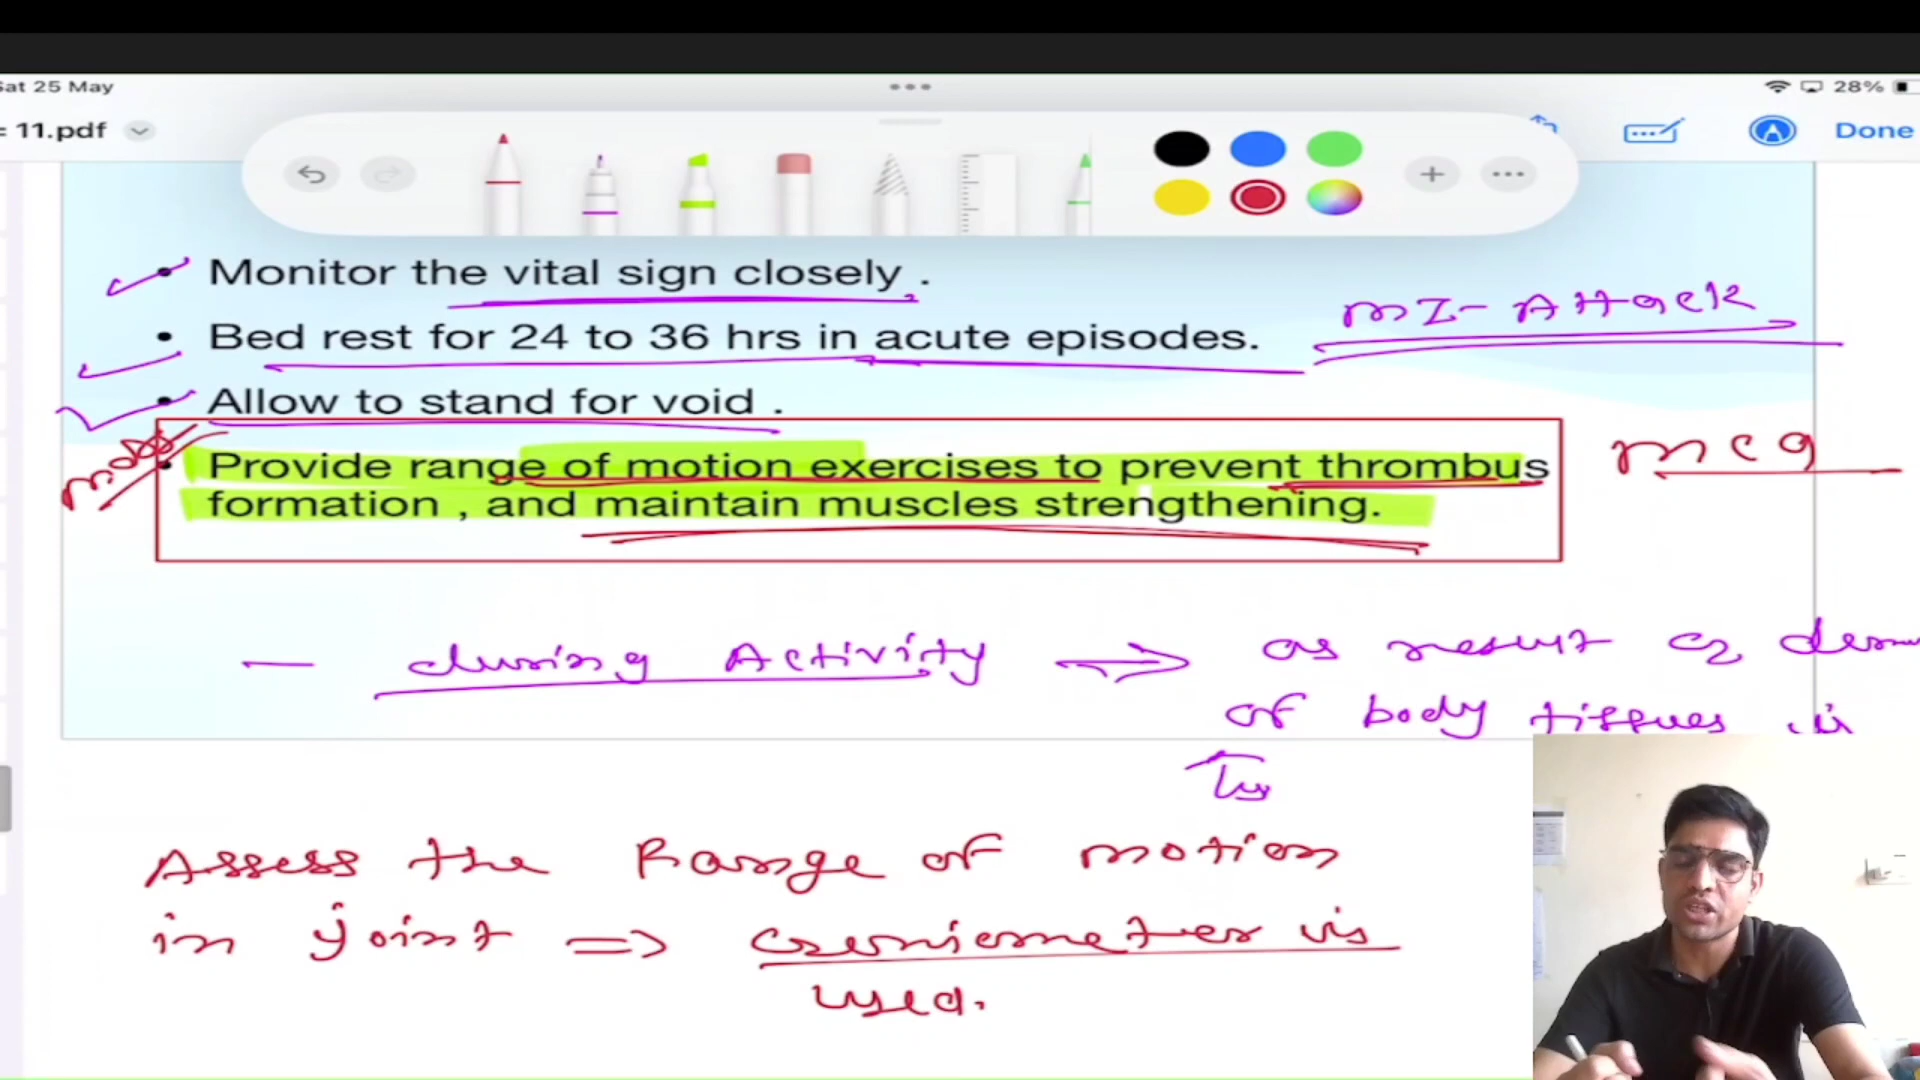 Sat 25 May
28%
= 11.pdf
Done
• Monitor the vital sign closely .
MI - Attack
• Bed rest for 24 to 36 hrs in acute episodes.
• Allow to stand for void .
• Provide range of motion exercises to prevent thrombus
mcq
formation , and maintain muscles strengthening.
— during Activity ⇒ as result of
of body tissues is
Assess the Range of motion
in joint ⇒ Goniometer is
used.